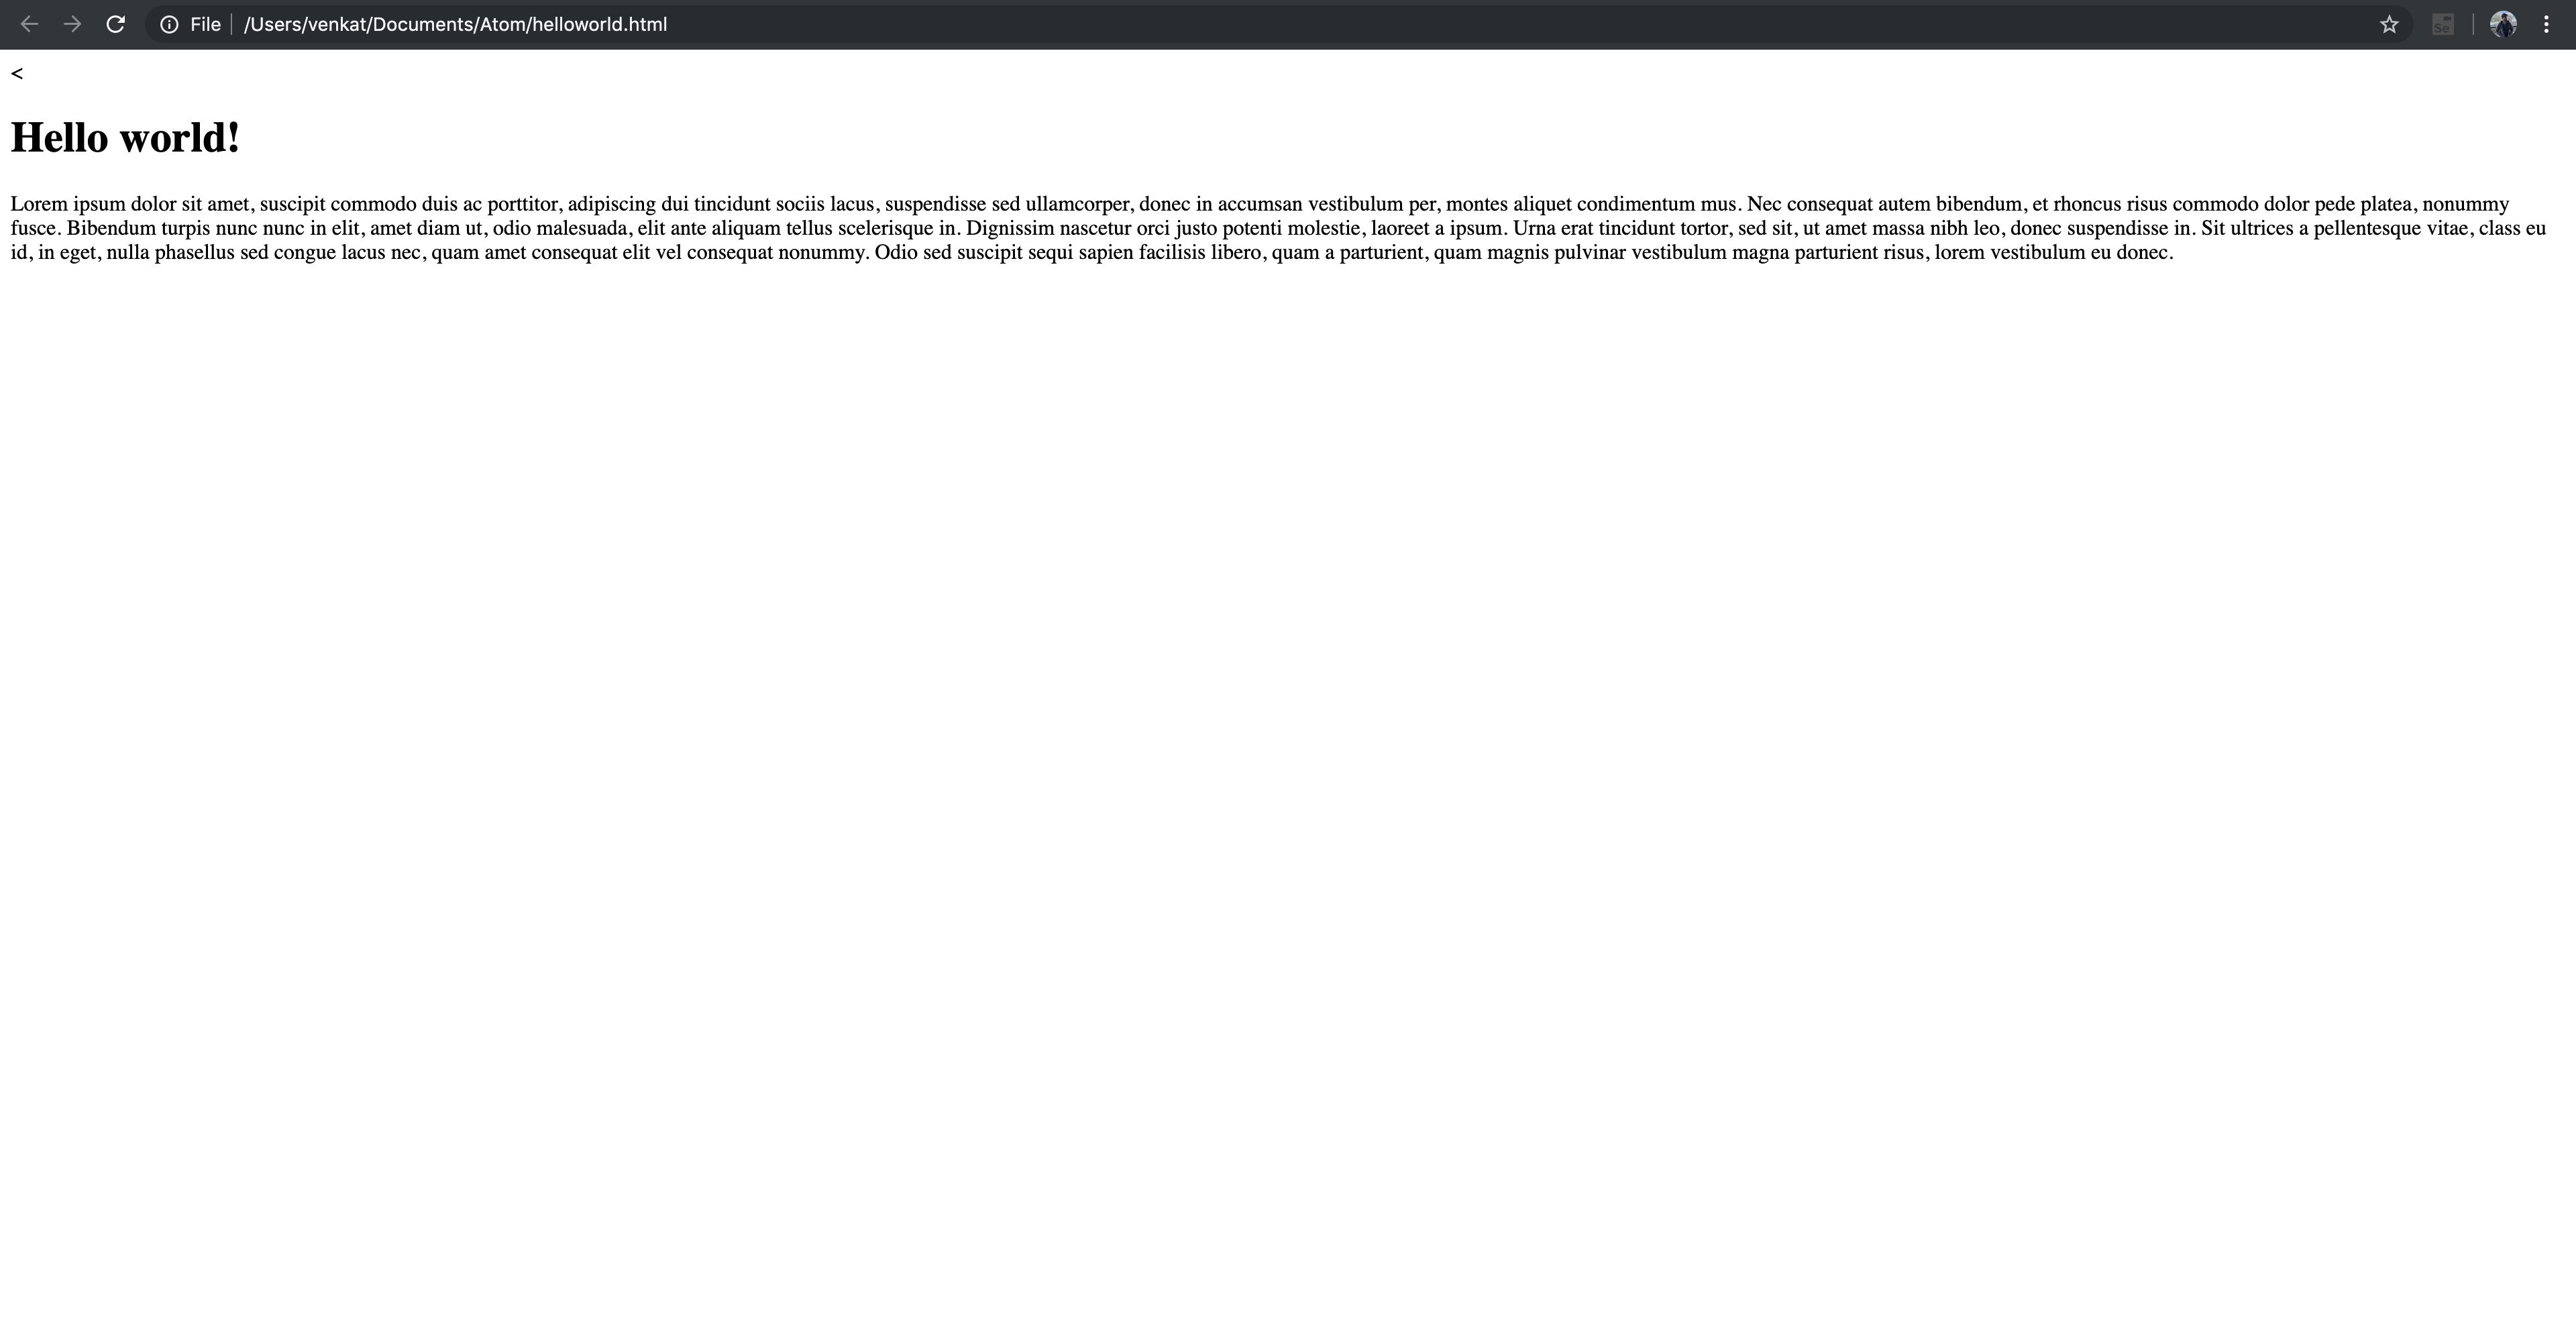 File /Users/venkat/Documents/Atom/helloworld.html
Se
<
Hello world!
Lorem ipsum dolor sit amet, suscipit commodo duis ac porttitor, adipiscing dui tincidunt sociis lacus, suspendisse sed ullamcorper, donec in accumsan vestibulum per, montes aliquet condimentum mus. Nec consequat autem bibendum, et rhoncus risus commodo dolor pede platea, nonummy
fusce. Bibendum turpis nunc nunc in elit, amet diam ut, odio malesuada, elit ante aliquam tellus scelerisque in. Dignissim nascetur orci justo potenti molestie, laoreet a ipsum. Urna erat tincidunt tortor, sed sit, ut amet massa nibh leo, donec suspendisse in. Sit ultrices a pellentesque vitae, class eu
id, in eget, nulla phasellus sed congue lacus nec, quam amet consequat elit vel consequat nonummy. Odio sed suscipit sequi sapien facilisis libero, quam a parturient, quam magnis pulvinar vestibulum magna parturient risus, lorem vestibulum eu donec.